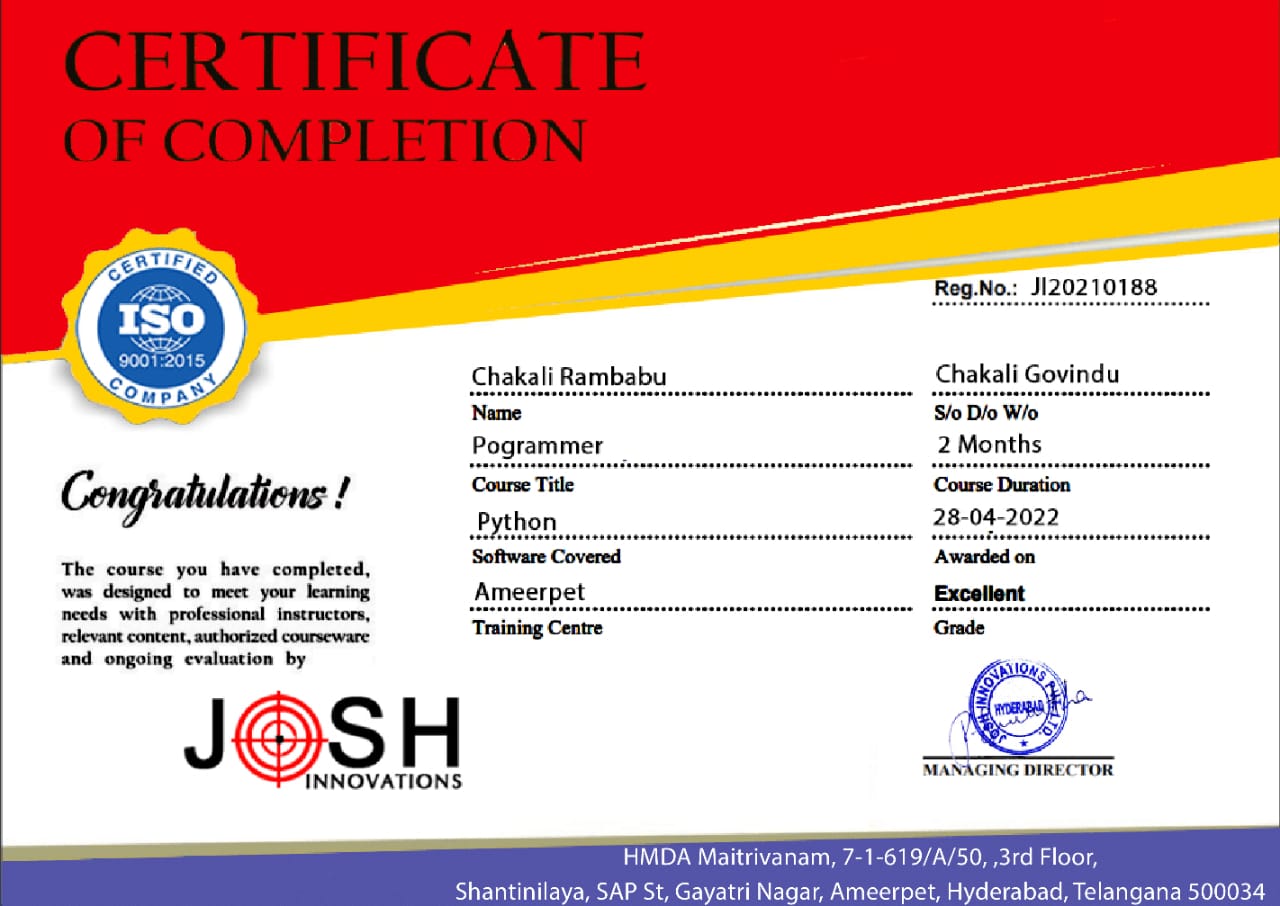 CERTIFICATE
OF COMPLETION
CERTIFIED
ISO
9001:2015
COMPANY
Reg.No.: JI20210188
Chakali Rambabu
Name
Chakali Govindu
S/o D/o W/o
Pogrammer
Course Title
2 Months
Course Duration
Python
Software Covered
28-04-2022
Awarded on
Ameerpet
Training Centre
Excellent
Grade
Congratulations !
The course you have completed,
was designed to meet your learning
needs with professional instructors,
relevant content, authorized courseware
and ongoing evaluation by
JOSH
INNOVATIONS
JOSH INNOVATIONS PVT. LTD.
HYDERABAD
MANAGING DIRECTOR
HMDA Maitrivanam, 7-1-619/A/50, ,3rd Floor,
Shantinilaya, SAP St, Gayatri Nagar, Ameerpet, Hyderabad, Telangana 500034